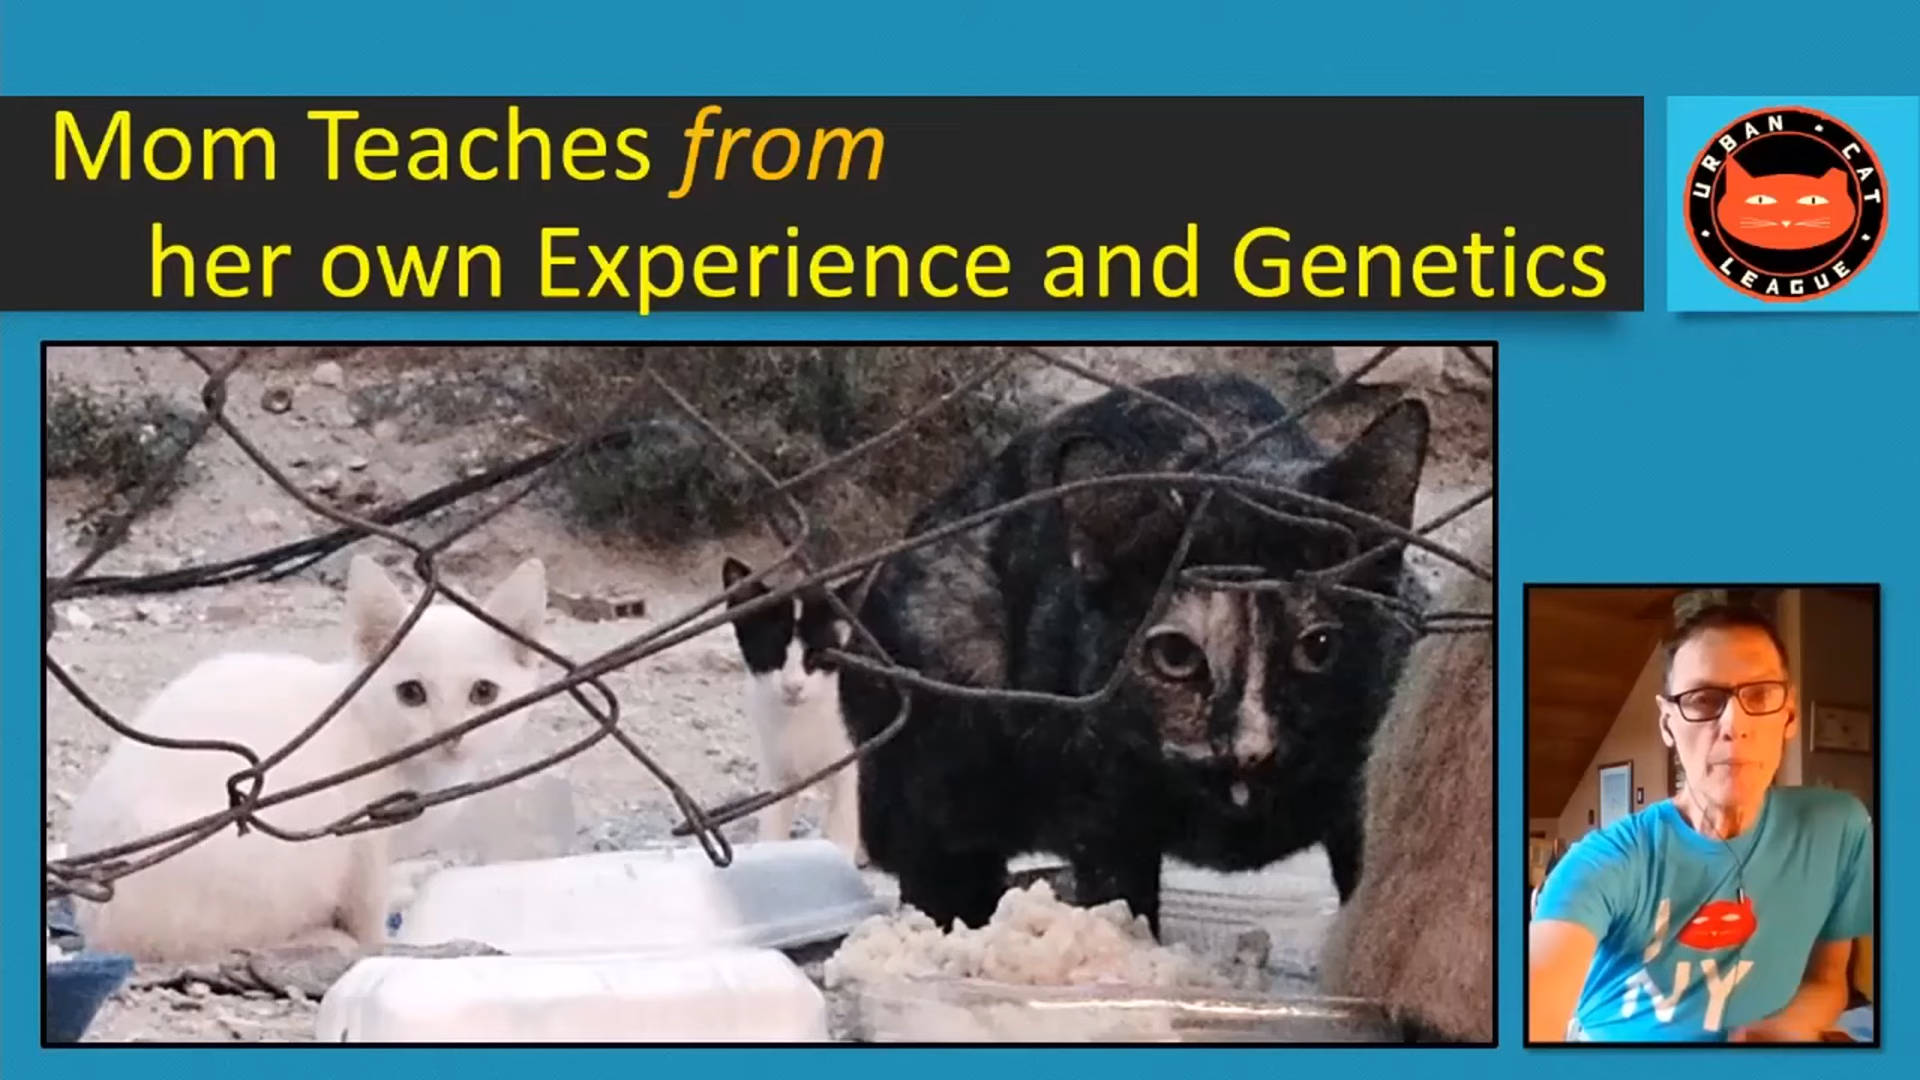 Mom Teaches from
her own Experience and Genetics
URBAN CAT LEAGUE
I
NY